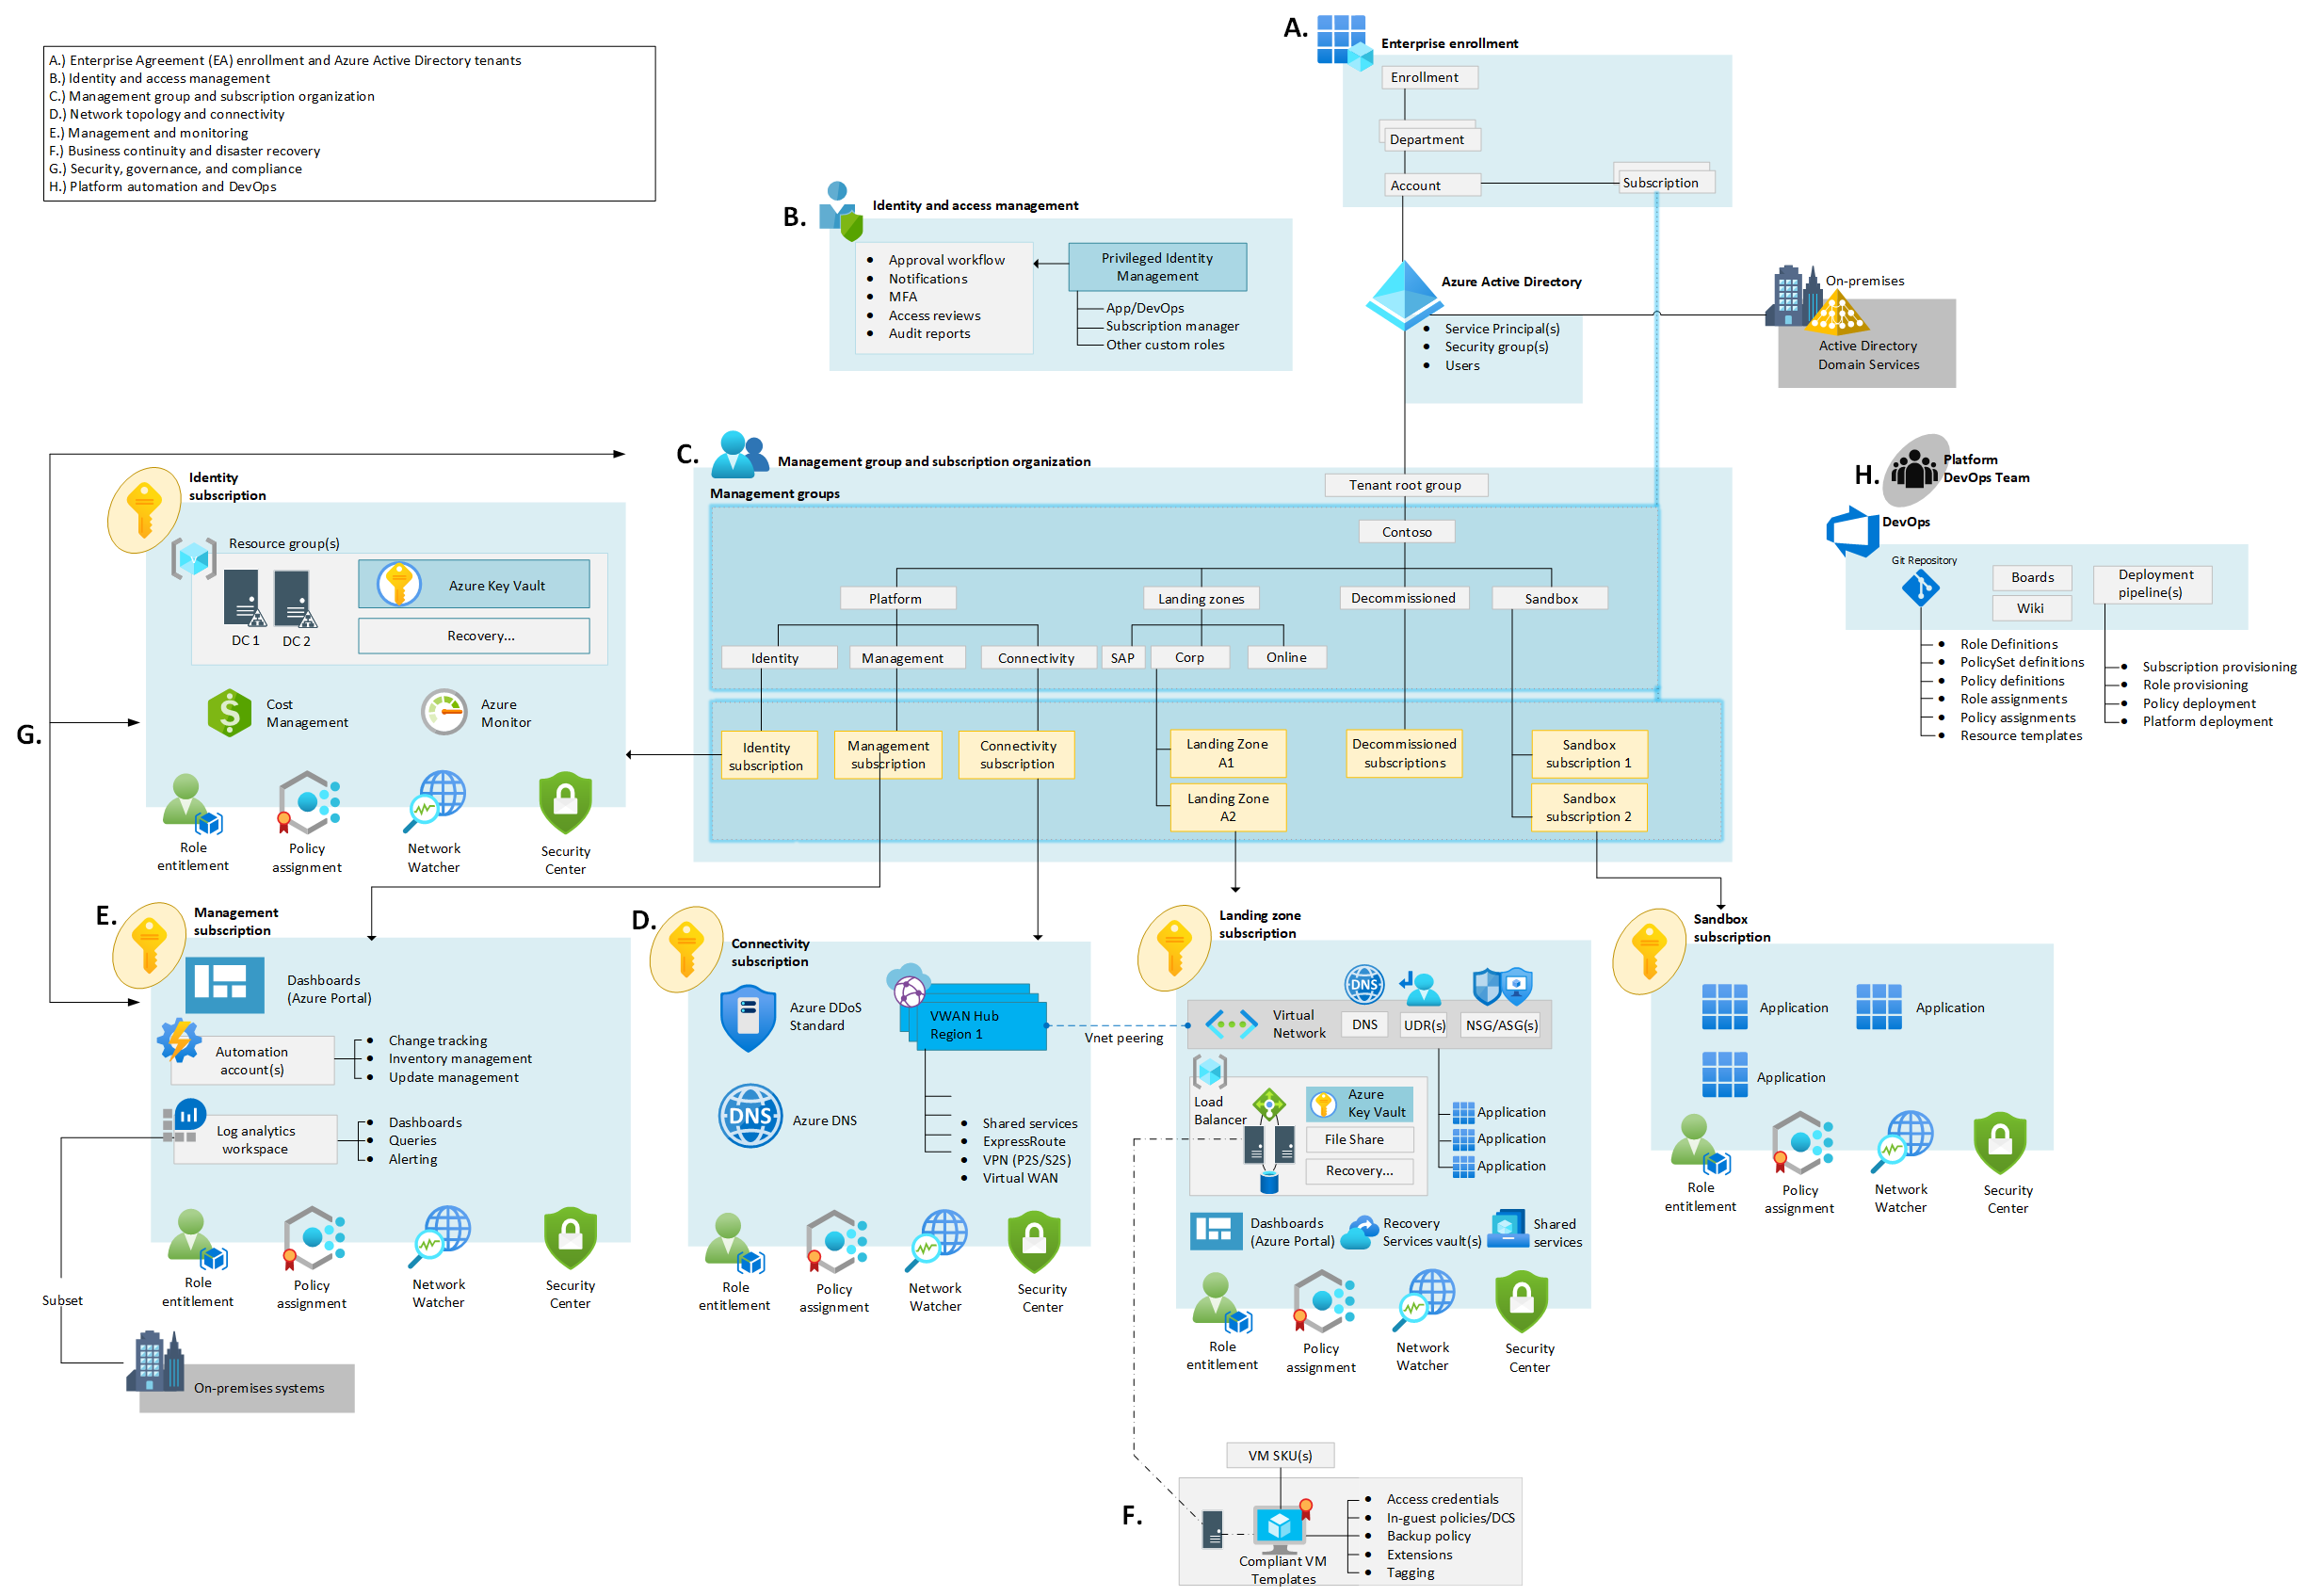 A.) Enterprise Agreement (EA) enrollment and Azure Active Directory tenants
B.) Identity and access management
C.) Management group and subscription organization
D.) Network topology and connectivity
E.) Management and monitoring
F.) Business continuity and disaster recovery
G.) Security, governance, and compliance
H.) Platform automation and DevOps
A.
Enterprise enrollment
Enrollment
Department
Account
Subscription
B.
Identity and access management
Approval workflow
Notifications
MFA
Access reviews
Audit reports
Privileged Identity
Management
App/DevOps
Subscription manager
Other custom roles
Azure Active Directory
Service Principal(s)
Security group(s)
Users
On-premises
Active Directory
Domain Services
C.
Management group and subscription organization
Management groups
Tenant root group
Contoso
Platform
Landing zones
Decommissioned
Sandbox
Identity
Management
Connectivity
SAP
Corp
Online
Identity
subscription
Management
subscription
Connectivity
subscription
Landing Zone
A1
Landing Zone
A2
Decommissioned
subscriptions
Sandbox
subscription 1
Sandbox
subscription 2
H.
Platform
DevOps Team
DevOps
Git Repository
Boards
Wiki
Deployment
pipeline(s)
Role Definitions
PolicySet definitions
Policy definitions
Role assignments
Policy assignments
Resource templates
Subscription provisioning
Role provisioning
Policy deployment
Platform deployment
G.
Identity
subscription
Resource group(s)
DC 1
DC 2
Azure Key Vault
Recovery...
Cost
Management
Azure
Monitor
Role
entitlement
Policy
assignment
Network
Watcher
Security
Center
E.
Management
subscription
Dashboards
(Azure Portal)
Automation
account(s)
Change tracking
Inventory management
Update management
Log analytics
workspace
Dashboards
Queries
Alerting
Role
entitlement
Policy
assignment
Network
Watcher
Security
Center
Subset
On-premises systems
D.
Connectivity
subscription
Azure DDoS
Standard
VWAN Hub
Region 1
DNS
Azure DNS
Shared services
ExpressRoute
VPN (P2S/S2S)
Virtual WAN
Role
entitlement
Policy
assignment
Network
Watcher
Security
Center
Vnet peering
Landing zone
subscription
DNS
Virtual
Network
DNS
UDR(s)
NSG/ASG(s)
Load
Balancer
Azure
Key Vault
File Share
Recovery...
Application
Application
Application
Dashboards
(Azure Portal)
Recovery
Services vault(s)
Shared
services
Role
entitlement
Policy
assignment
Network
Watcher
Security
Center
Sandbox
subscription
Application
Application
Application
Role
entitlement
Policy
assignment
Network
Watcher
Security
Center
F.
VM SKU(s)
Compliant VM
Templates
Access credentials
In-guest policies/DCS
Backup policy
Extensions
Tagging